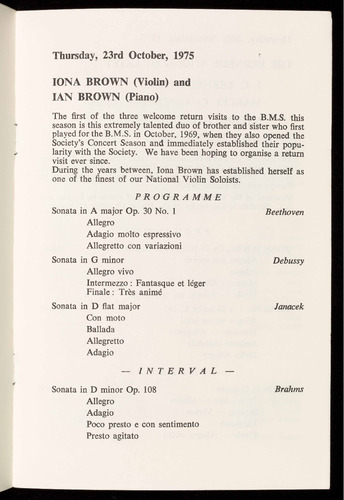 Thursday, 23rd October, 1975
IONA BROWN (Violin) and
IAN BROWN (Piano)
The first of the three welcome return visits to the B.M.S. this
season is this extremely talented duo of brother and sister who first
played for the B.M.S. in October, 1969, when they also opened the
Society's Concert Season and immediately established their popu-
larity with the Society. We have been hoping to organise a return
visit ever since.
During the years between, Iona Brown has established herself as
one of the finest of our National Violin Soloists.
PROGRAMME
Sonata in A major Op. 30 No. 1 Beethoven
Allegro
Adagio molto espressivo
Allegretto con variazioni
Sonata in G minor Debussy
Allegro vivo
Intermezzo : Fantasque et léger
Finale : Très animé
Sonata in D flat major Janacek
Con moto
Ballada
Allegretto
Adagio
— INTERVAL —
Sonata in D minor Op. 108 Brahms
Allegro
Adagio
Poco presto e con sentimento
Presto agitato